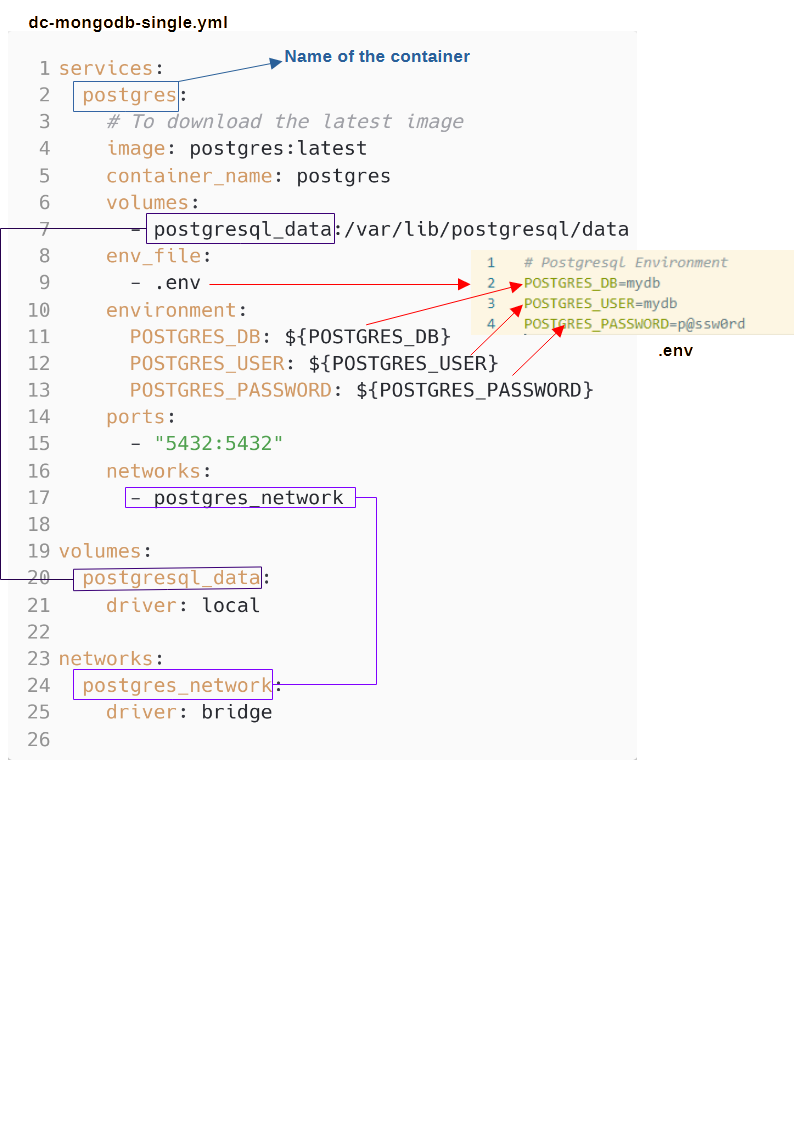 dc-mongodb-single.yml
Name of the container
1 services:
2 postgres:
3 # To download the latest image
4 image: postgres:latest
5 container_name: postgres
6 volumes:
7 - postgresql_data:/var/lib/postgresql/data
8 env_file:
9 - .env
10 environment:
11 POSTGRES_DB: ${POSTGRES_DB}
12 POSTGRES_USER: ${POSTGRES_USER}
13 POSTGRES_PASSWORD: ${POSTGRES_PASSWORD}
14 ports:
15 - "5432:5432"
16 networks:
17 - postgres_network
18
19 volumes:
20 postgresql_data:
21 driver: local
22
23 networks:
24 postgres_network:
25 driver: bridge
26
1 # Postgresql Environment
2 POSTGRES_DB=mydb
3 POSTGRES_USER=mydb
4 POSTGRES_PASSWORD=p@ssw0rd
.env